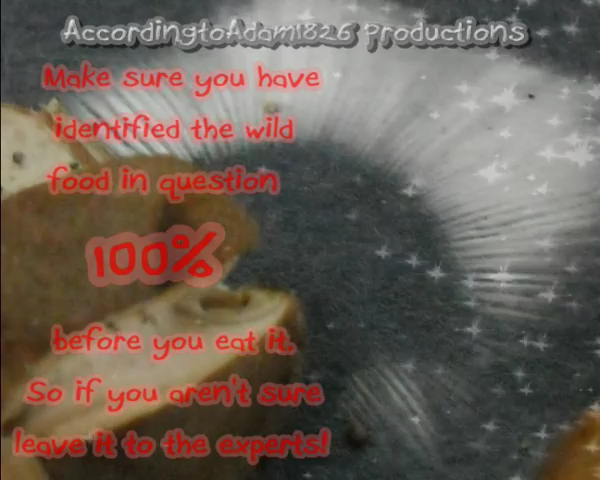 AccordingtoAdam1826 Productions
Make sure you have
identified the wild
food in question
100%
before you eat it.
So if you aren't sure
leave it to the experts!